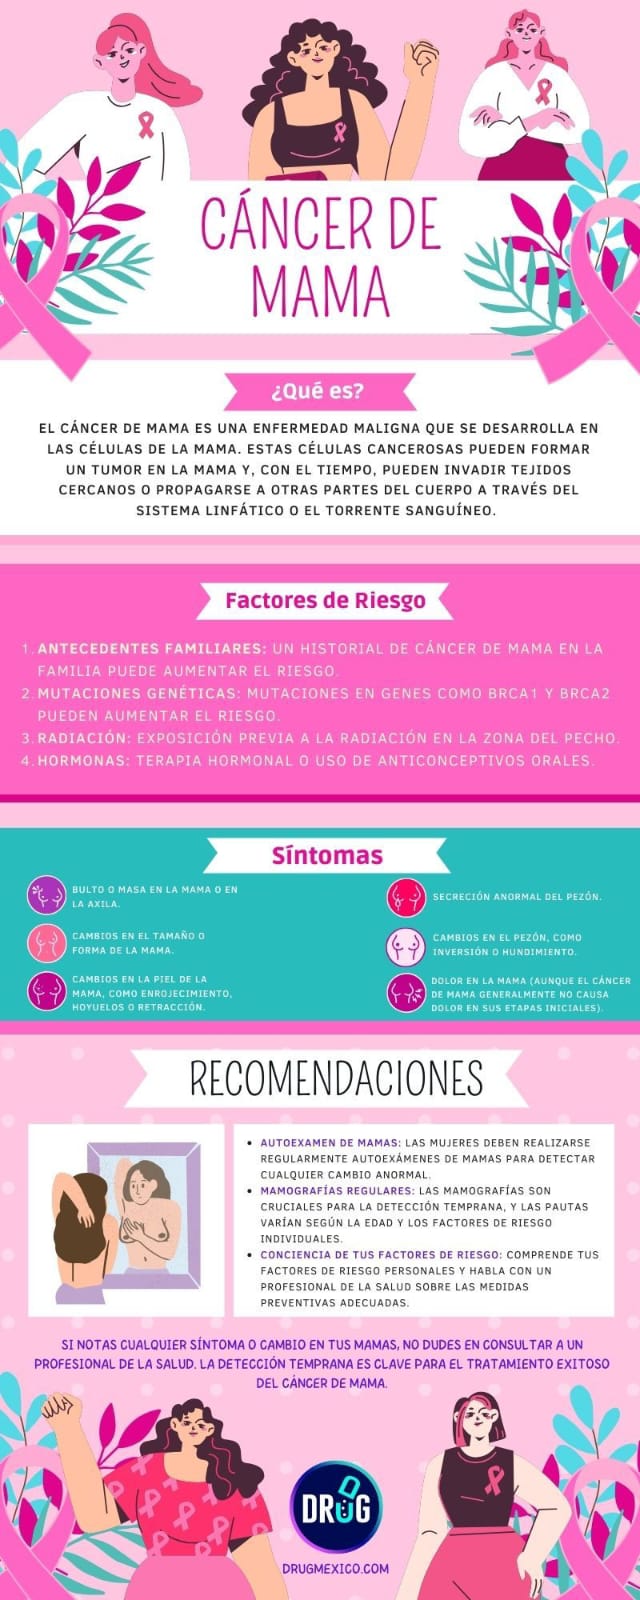 CÁNCER DE
MAMA
¿Qué es?
EL CÁNCER DE MAMA ES UNA ENFERMEDAD MALIGNA QUE SE DESARROLLA EN
LAS CÉLULAS DE LA MAMA. ESTAS CÉLULAS CANCEROSAS PUEDEN FORMAR
UN TUMOR EN LA MAMA Y, CON EL TIEMPO, PUEDEN INVADIR TEJIDOS
CERCANOS O PROPAGARSE A OTRAS PARTES DEL CUERPO A TRAVÉS DEL
SISTEMA LINFÁTICO O EL TORRENTE SANGUÍNEO.
Factores de Riesgo
1. ANTECEDENTES FAMILIARES: UN HISTORIAL DE CÁNCER DE MAMA EN LA
FAMILIA PUEDE AUMENTAR EL RIESGO.
2. MUTACIONES GENÉTICAS: MUTACIONES EN GENES COMO BRCA1 Y BRCA2
PUEDEN AUMENTAR EL RIESGO.
3. RADIACIÓN: EXPOSICIÓN PREVIA A LA RADIACIÓN EN LA ZONA DEL PECHO.
4. HORMONAS: TERAPIA HORMONAL O USO DE ANTICONCEPTIVOS ORALES.
Síntomas
BULTO O MASA EN LA MAMA O EN
LA AXILA.
CAMBIOS EN EL TAMAÑO O
FORMA DE LA MAMA.
CAMBIOS EN LA PIEL DE LA
MAMA, COMO ENROJECIMIENTO,
HOYUELOS O RETRACCIÓN.
SECRECIÓN ANORMAL DEL PEZÓN.
CAMBIOS EN EL PEZÓN, COMO
INVERSIÓN O HUNDIMIENTO.
DOLOR EN LA MAMA (AUNQUE EL CÁNCER
DE MAMA GENERALMENTE NO CAUSA
DOLOR EN SUS ETAPAS INICIALES).
RECOMENDACIONES
• AUTOEXAMEN DE MAMAS: LAS MUJERES DEBEN REALIZARSE
REGULARMENTE AUTOEXÁMENES DE MAMAS PARA DETECTAR
CUALQUIER CAMBIO ANORMAL.
• MAMOGRAFÍAS REGULARES: LAS MAMOGRAFÍAS SON
CRUCIALES PARA LA DETECCIÓN TEMPRANA, Y LAS PAUTAS
VARÍAN SEGÚN LA EDAD Y LOS FACTORES DE RIESGO
INDIVIDUALES.
• CONCIENCIA DE TUS FACTORES DE RIESGO: COMPRENDE TUS
FACTORES DE RIESGO PERSONALES Y HABLA CON UN
PROFESIONAL DE LA SALUD SOBRE LAS MEDIDAS
PREVENTIVAS ADECUADAS.
SI NOTAS CUALQUIER SÍNTOMA O CAMBIO EN TUS MAMAS, NO DUDES EN CONSULTAR A UN
PROFESIONAL DE LA SALUD. LA DETECCIÓN TEMPRANA ES CLAVE PARA EL TRATAMIENTO EXITOSO
DEL CÁNCER DE MAMA.
DRUG
DRUGMEXICO.COM